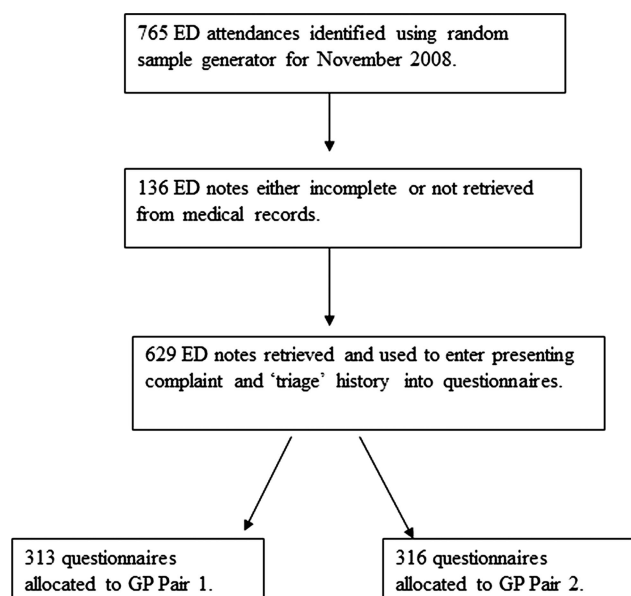 765 ED attendances identified using random
sample generator for November 2008.
136 ED notes either incomplete or not retrieved
from medical records.
629 ED notes retrieved and used to enter presenting
complaint and ‘triage’ history into questionnaires.
313 questionnaires
allocated to GP Pair 1.
316 questionnaires
allocated to GP Pair 2.